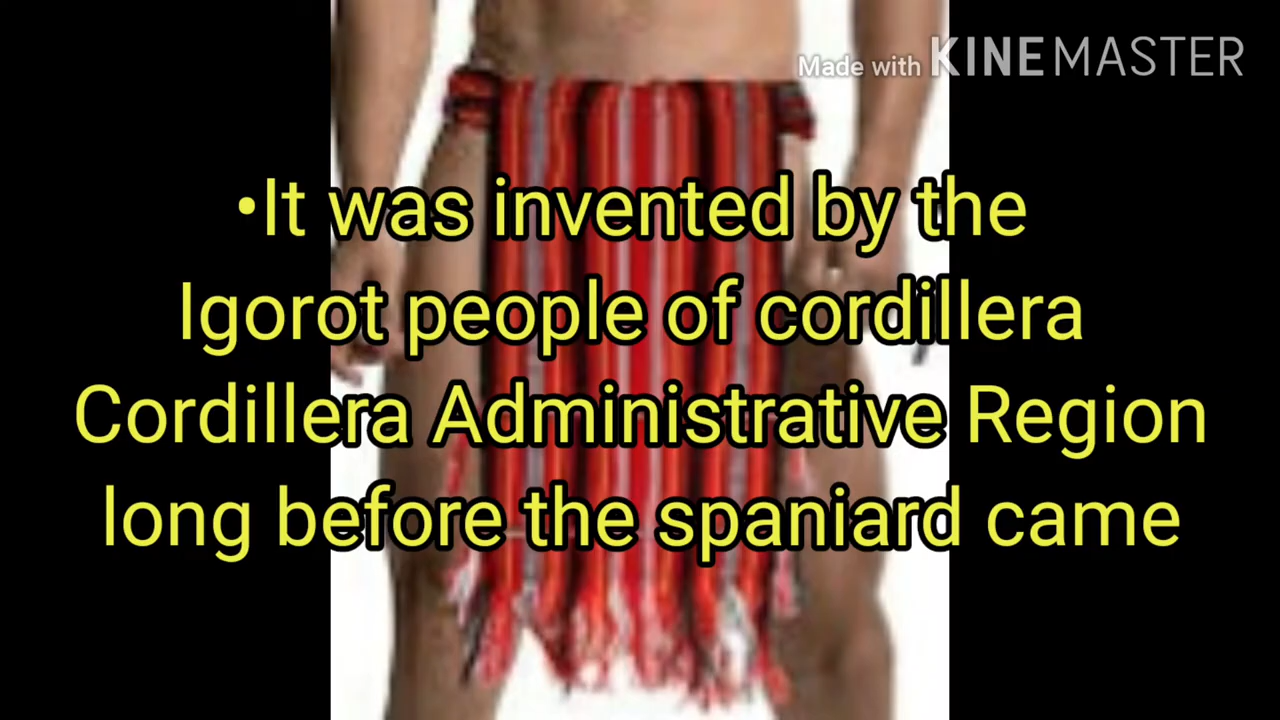 Made with KINEMASTER
•It was invented by the
Igorot people of cordillera
Cordillera Administrative Region
long before the spaniard came